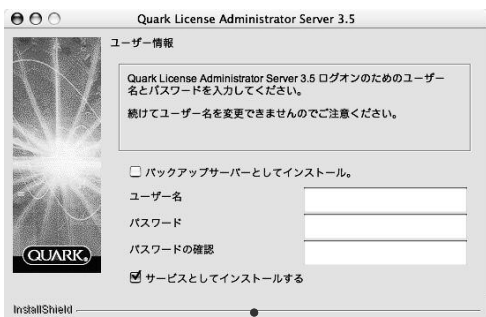 Quark License Administrator Server 3.5
ユーザー情報
Quark License Administrator Server 3.5 ログオンのためのユーザー
名とパスワードを入力してください。
続けてユーザー名を変更できませんのでご注意ください。
バックアップサーバーとしてインストール。
ユーザー名
パスワード
パスワードの確認
サービスとしてインストールする
QUARK
InstallShield